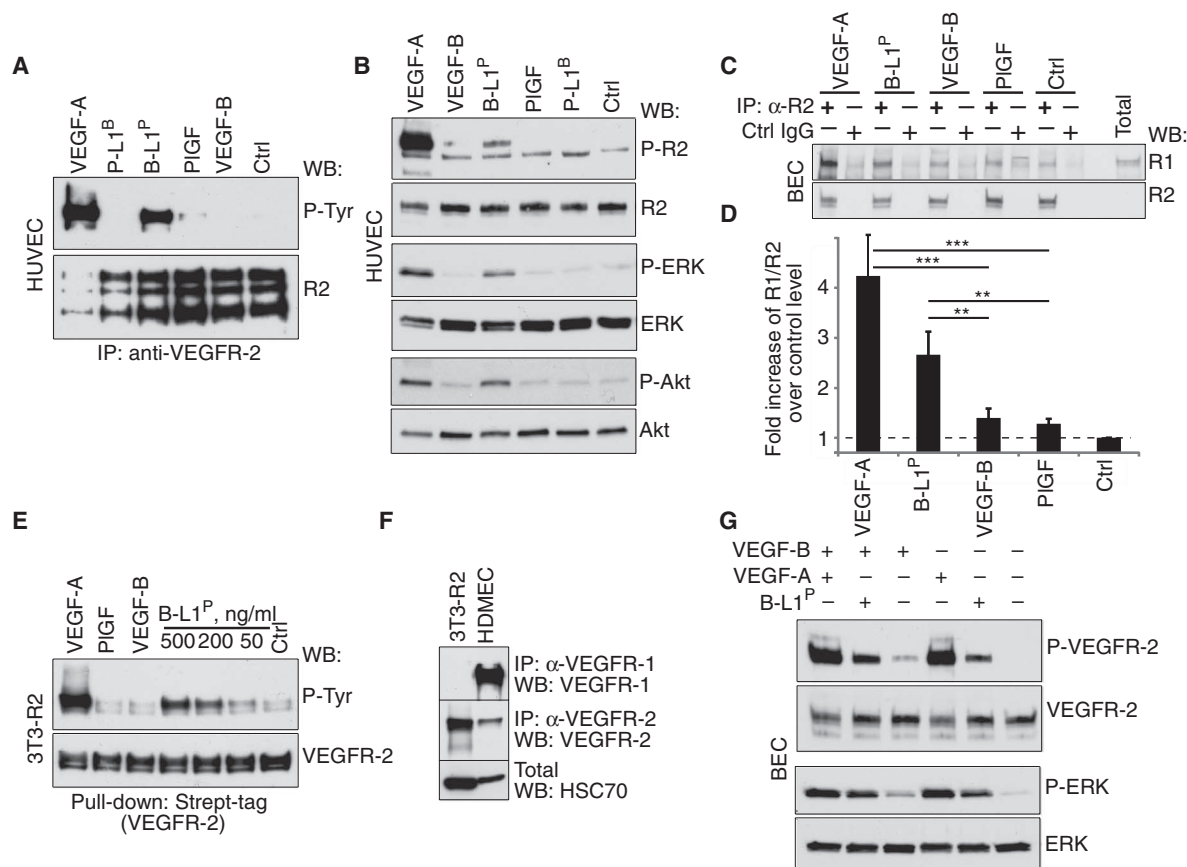 A
VEGF-A
P-L1B
B-L1P
PlGF
VEGF-B
Ctrl
WB:
HUVEC
P-Tyr
R2
IP: anti-VEGFR-2
B
VEGF-A
VEGF-B
B-L1P
PlGF
P-L1B
Ctrl
WB:
HUVEC
P-R2
R2
P-ERK
ERK
P-Akt
Akt
C
VEGF-A
B-L1P
VEGF-B
PlGF
Ctrl
Total
IP: α-R2 + – + – + – + – + –
Ctrl IgG – + – + – + – + – +
WB:
BEC
R1
R2
D
Fold increase of R1/R2
over control level
4
3
2
1
***
***
**
**
VEGF-A
B-L1P
VEGF-B
PlGF
Ctrl
E
VEGF-A
PlGF
VEGF-B
B-L1P, ng/ml
500 200 50
Ctrl
WB:
3T3-R2
P-Tyr
VEGFR-2
Pull-down: Strept-tag
(VEGFR-2)
F
3T3-R2
HDMEC
IP: α-VEGFR-1
WB: VEGFR-1
IP: α-VEGFR-2
WB: VEGFR-2
Total
WB: HSC70
G
VEGF-B + + + – – –
VEGF-A + – – + – –
B-L1P – + – – + –
BEC
P-VEGFR-2
VEGFR-2
P-ERK
ERK